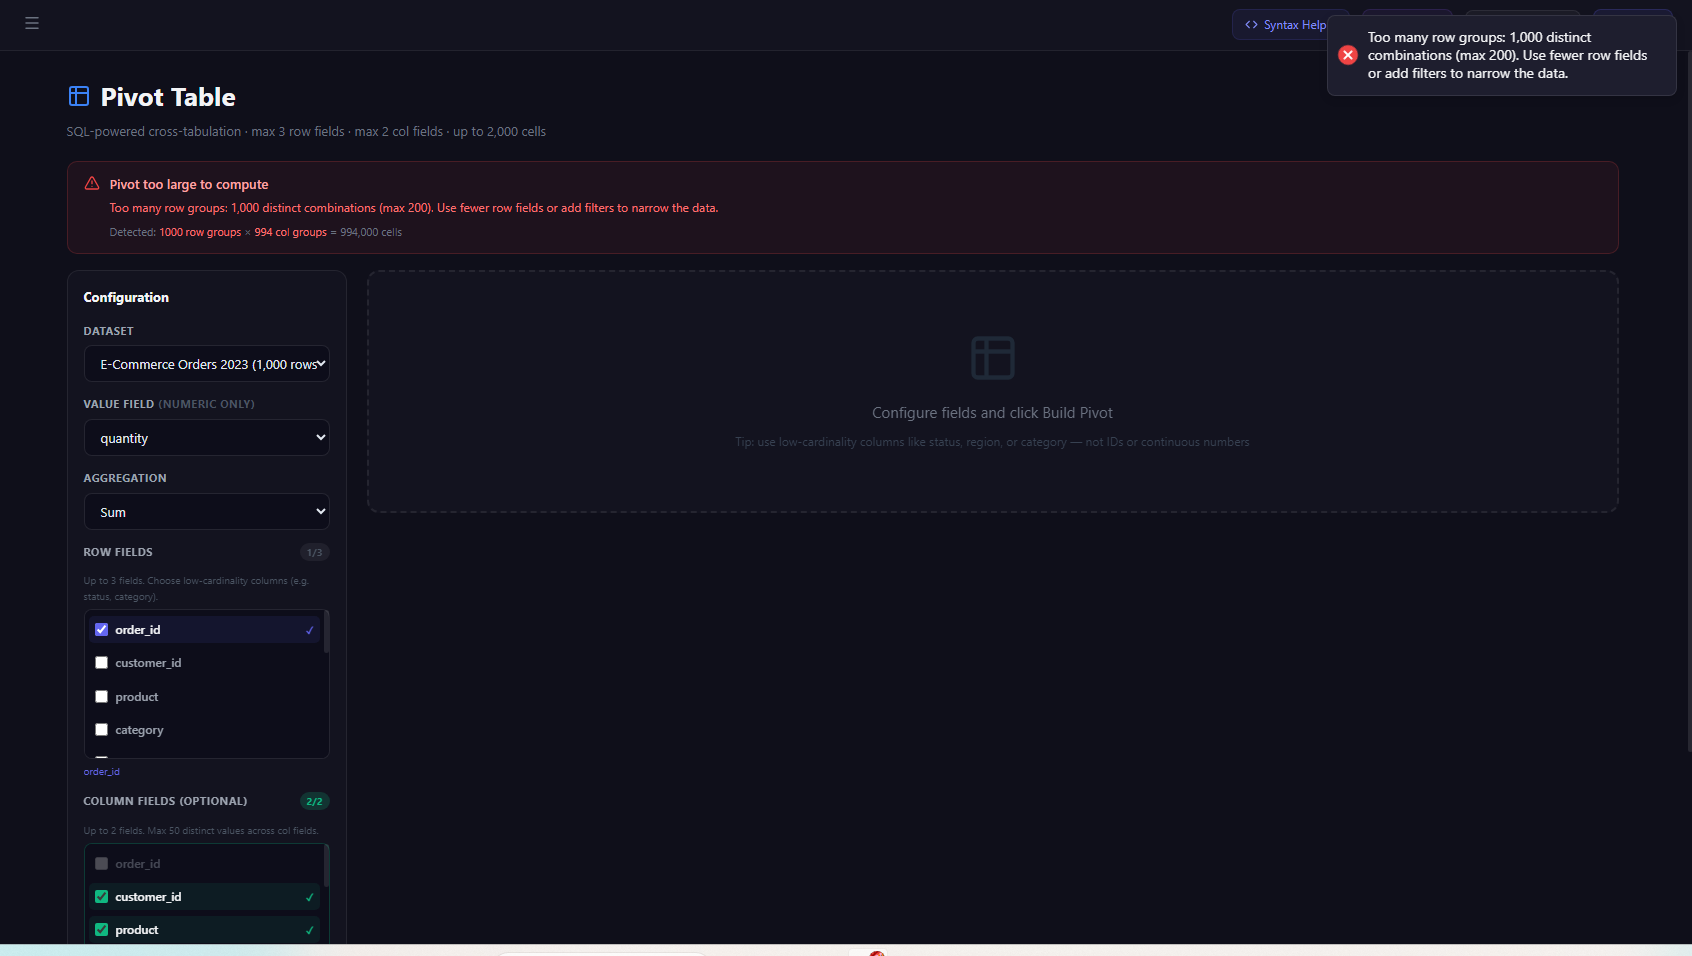 Syntax Help
Too many row groups: 1,000 distinct
combinations (max 200). Use fewer row fields
or add filters to narrow the data.
Pivot Table
SQL-powered cross-tabulation · max 3 row fields · max 2 col fields · up to 2,000 cells
Pivot too large to compute
Too many row groups: 1,000 distinct combinations (max 200). Use fewer row fields or add filters to narrow the data.
Detected: 1000 row groups × 994 col groups = 994,000 cells
Configuration
DATASET
E-Commerce Orders 2023 (1,000 rows
VALUE FIELD (NUMERIC ONLY)
quantity
AGGREGATION
Sum
ROW FIELDS 1/3
Up to 3 fields. Choose low-cardinality columns (e.g.
status, category).
order_id ✓
customer_id
product
category
order_id
COLUMN FIELDS (OPTIONAL) 2/2
Up to 2 fields. Max 50 distinct values across col fields.
order_id
customer_id ✓
product ✓
Configure fields and click Build Pivot
Tip: use low-cardinality columns like status, region, or category — not IDs or continuous numbers